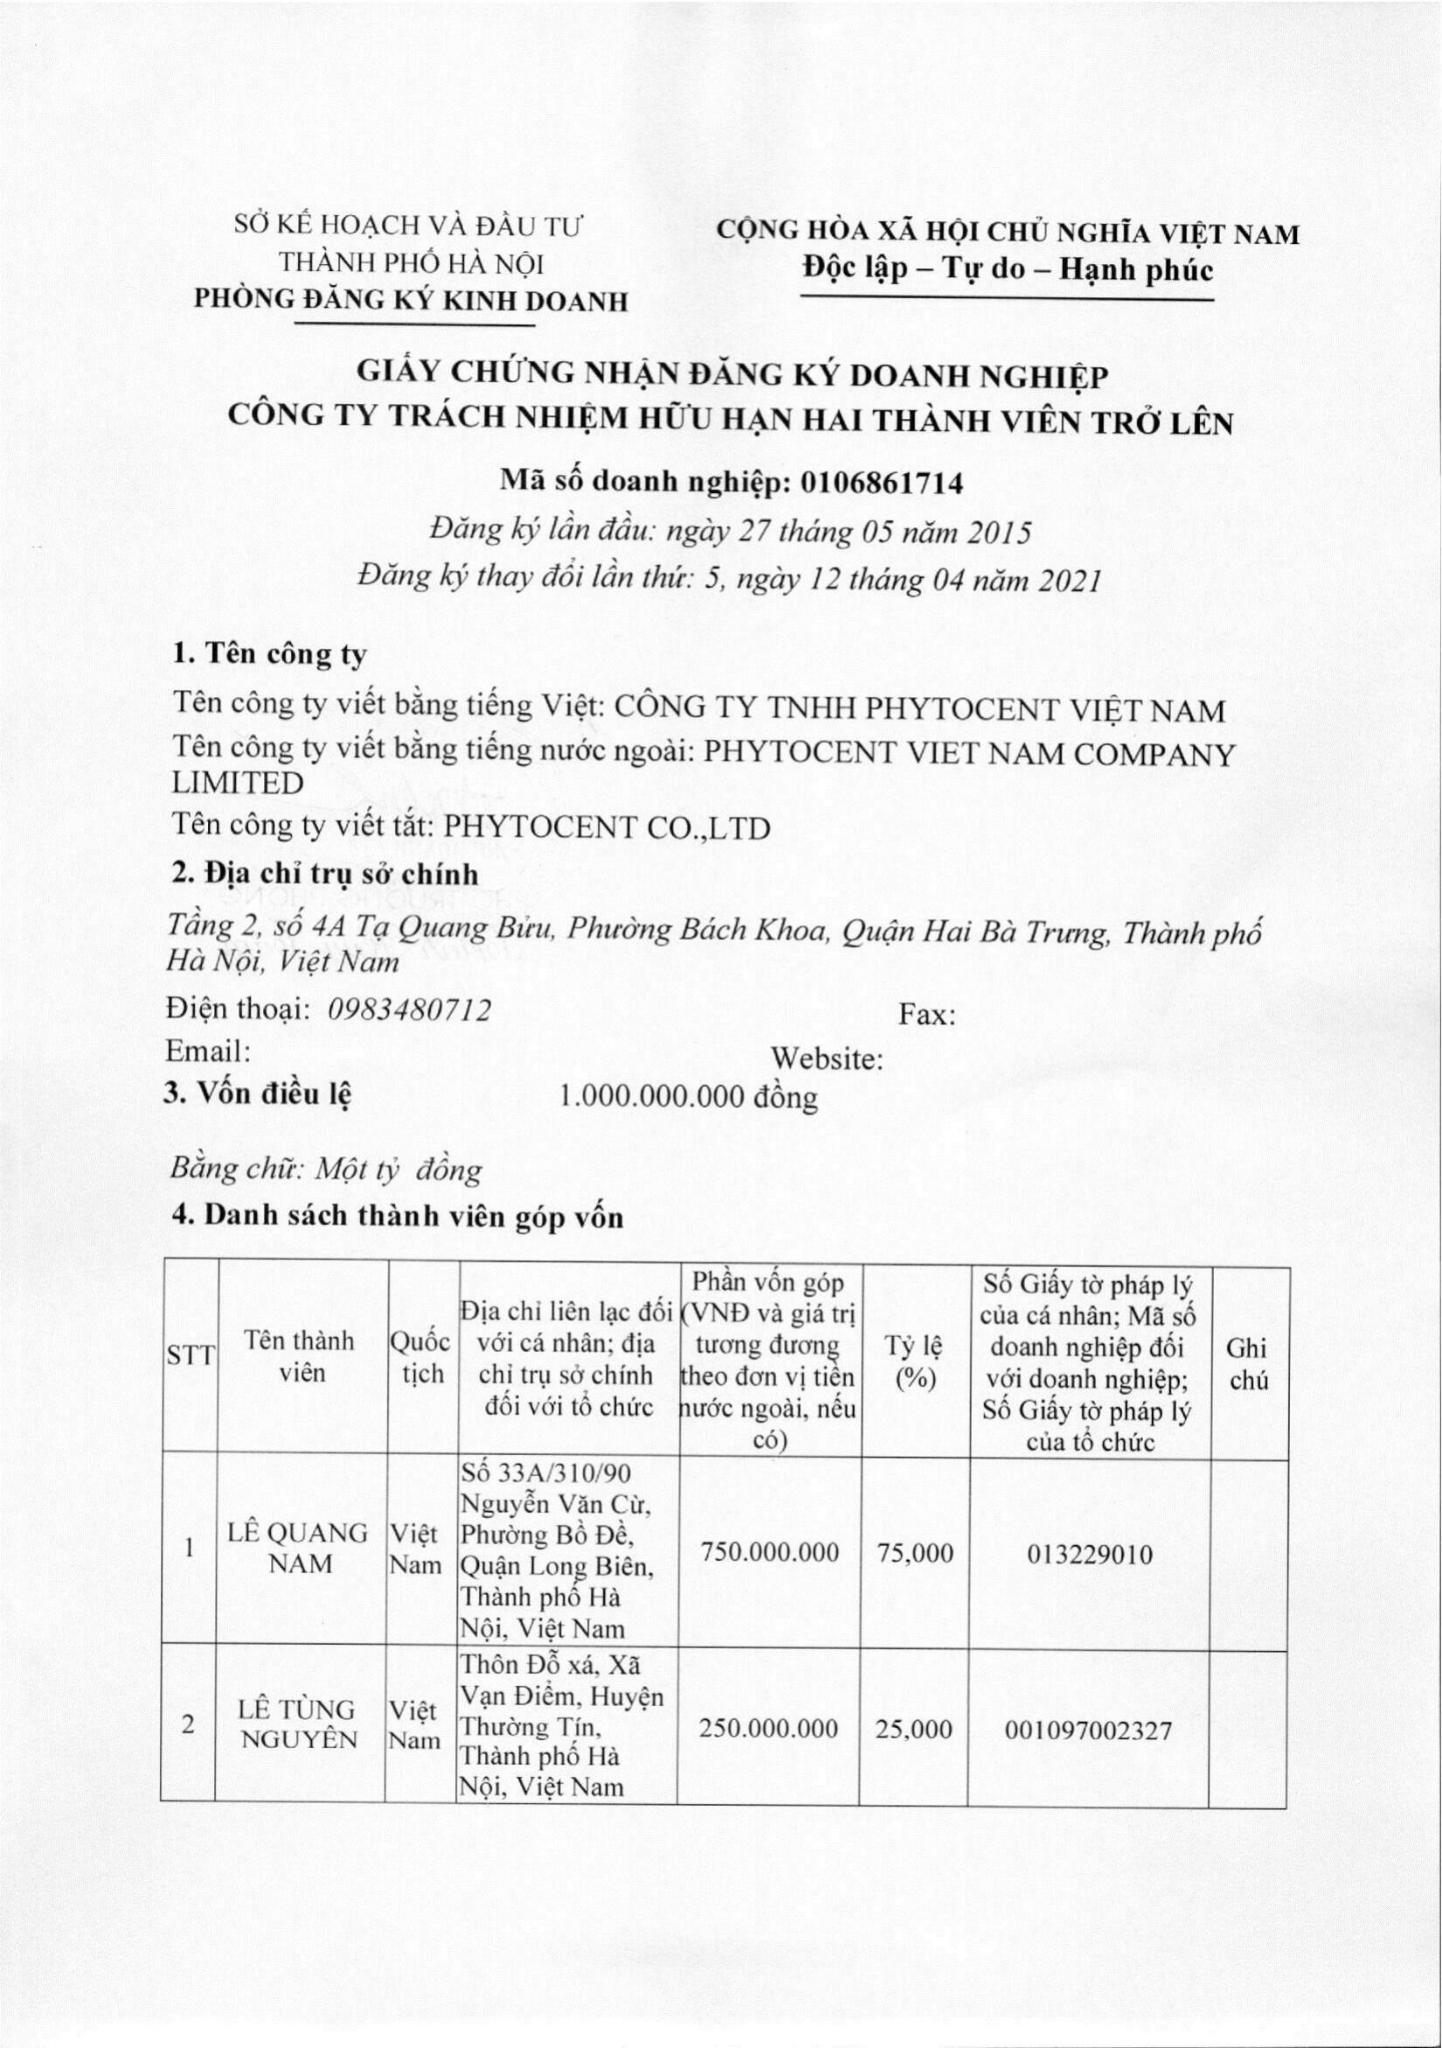 SỞ KẾ HOẠCH VÀ ĐẦU TƯ
THÀNH PHỐ HÀ NỘI
PHÒNG ĐĂNG KÝ KINH DOANH
CỘNG HÒA XÃ HỘI CHỦ NGHĨA VIỆT NAM
Độc lập – Tự do – Hạnh phúc
GIẤY CHỨNG NHẬN ĐĂNG KÝ DOANH NGHIỆP
CÔNG TY TRÁCH NHIỆM HỮU HẠN HAI THÀNH VIÊN TRỞ LÊN
Mã số doanh nghiệp: 0106861714
Đăng ký lần đầu: ngày 27 tháng 05 năm 2015
Đăng ký thay đổi lần thứ: 5, ngày 12 tháng 04 năm 2021
1. Tên công ty
Tên công ty viết bằng tiếng Việt: CÔNG TY TNHH PHYTOCENT VIỆT NAM
Tên công ty viết bằng tiếng nước ngoài: PHYTOCENT VIET NAM COMPANY
LIMITED
Tên công ty viết tắt: PHYTOCENT CO.,LTD
2. Địa chỉ trụ sở chính
Tầng 2, số 4A Tạ Quang Bửu, Phường Bách Khoa, Quận Hai Bà Trưng, Thành phố
Hà Nội, Việt Nam
Điện thoại: 0983480712 Fax:
Email: Website:
3. Vốn điều lệ 1.000.000.000 đồng
Bằng chữ: Một tỷ đồng
4. Danh sách thành viên góp vốn
STT
Tên thành
viên
Quốc
tịch
Địa chỉ liên lạc đối
với cá nhân; địa
chỉ trụ sở chính
đối với tổ chức
Phần vốn góp
(VNĐ và giá trị
tương đương
theo đơn vị tiền
nước ngoài, nếu
có)
Tỷ lệ
(%)
Số Giấy tờ pháp lý
của cá nhân; Mã số
doanh nghiệp đối
với doanh nghiệp;
Số Giấy tờ pháp lý
của tổ chức
Ghi
chú
1
LÊ QUANG
NAM
Việt
Nam
Số 33A/310/90
Nguyễn Văn Cừ,
Phường Bồ Đề,
Quận Long Biên,
Thành phố Hà
Nội, Việt Nam
750.000.000
75,000
013229010
2
LÊ TÙNG
NGUYÊN
Việt
Nam
Thôn Đỗ xá, Xã
Vạn Điểm, Huyện
Thường Tín,
Thành phố Hà
Nội, Việt Nam
250.000.000
25,000
001097002327